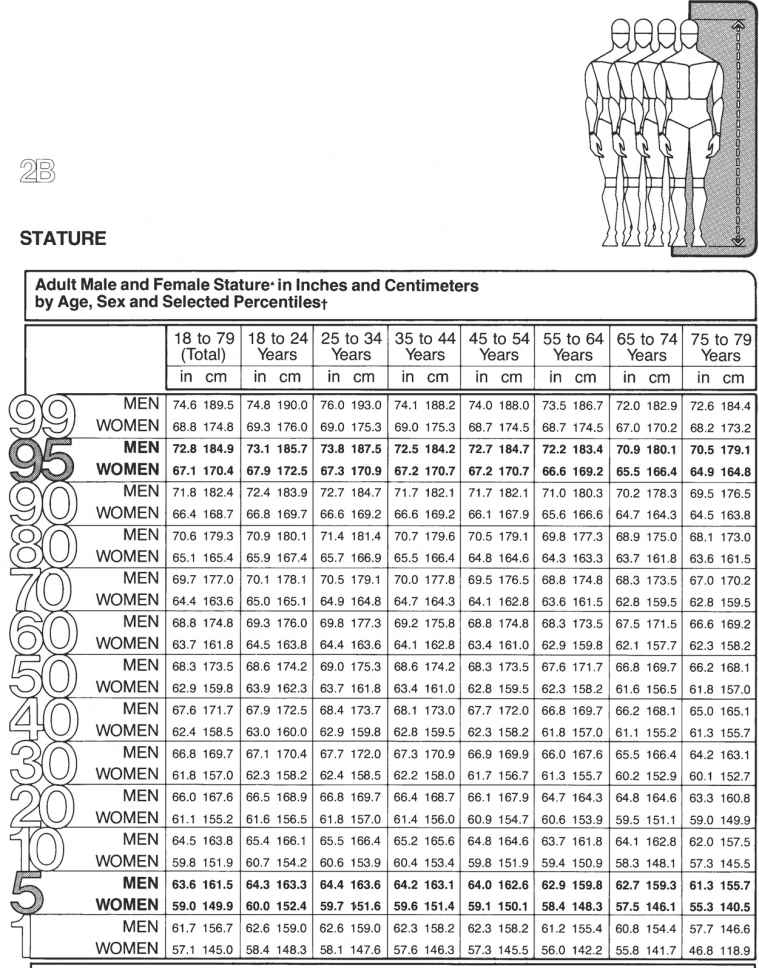 2B
STATURE
Adult Male and Female Stature* in Inches and Centimeters
by Age, Sex and Selected Percentiles†
18 to 79 (Total) 18 to 24 Years 25 to 34 Years 35 to 44 Years 45 to 54 Years 55 to 64 Years 65 to 74 Years 75 to 79 Years
in cm in cm in cm in cm in cm in cm in cm in cm
99 MEN 74.6 189.5 74.8 190.0 76.0 193.0 74.1 188.2 74.0 188.0 73.5 186.7 72.0 182.9 72.6 184.4
WOMEN 68.8 174.8 69.3 176.0 69.0 175.3 69.0 175.3 68.7 174.5 68.7 174.5 67.0 170.2 68.2 173.2
95 MEN 72.8 184.9 73.1 185.7 73.8 187.5 72.5 184.2 72.7 184.7 72.2 183.4 70.9 180.1 70.5 179.1
WOMEN 67.1 170.4 67.9 172.5 67.3 170.9 67.2 170.7 67.2 170.7 66.6 169.2 65.5 166.4 64.9 164.8
90 MEN 71.8 182.4 72.4 183.9 72.7 184.7 71.7 182.1 71.7 182.1 71.0 180.3 70.2 178.3 69.5 176.5
WOMEN 66.4 168.7 66.8 169.7 66.6 169.2 66.6 169.2 66.1 167.9 65.6 166.6 64.7 164.3 64.5 163.8
80 MEN 70.6 179.3 70.9 180.1 71.4 181.4 70.7 179.6 70.5 179.1 69.8 177.3 68.9 175.0 68.1 173.0
WOMEN 65.1 165.4 65.9 167.4 65.7 166.9 65.5 166.4 64.8 164.6 64.3 163.3 63.7 161.8 63.6 161.5
70 MEN 69.7 177.0 70.1 178.1 70.5 179.1 70.0 177.8 69.5 176.5 68.8 174.8 68.3 173.5 67.0 170.2
WOMEN 64.4 163.6 65.0 165.1 64.9 164.8 64.7 164.3 64.1 162.8 63.6 161.5 62.8 159.5 62.8 159.5
60 MEN 68.8 174.8 69.3 176.0 69.8 177.3 69.2 175.8 68.8 174.8 68.3 173.5 67.5 171.5 66.6 169.2
WOMEN 63.7 161.8 64.5 163.8 64.4 163.6 64.1 162.8 63.4 161.0 62.9 159.8 62.1 157.7 62.3 158.2
50 MEN 68.3 173.5 68.6 174.2 69.0 175.3 68.6 174.2 68.3 173.5 67.6 171.7 66.8 169.7 66.2 168.1
WOMEN 62.9 159.8 63.9 162.3 63.7 161.8 63.4 161.0 62.8 159.5 62.3 158.2 61.6 156.5 61.8 157.0
40 MEN 67.6 171.7 67.9 172.5 68.4 173.7 68.1 173.0 67.7 172.0 66.8 169.7 66.2 168.1 65.0 165.1
WOMEN 62.4 158.5 63.0 160.0 62.9 159.8 62.8 159.5 62.3 158.2 61.8 157.0 61.1 155.2 61.3 155.7
30 MEN 66.8 169.7 67.1 170.4 67.7 172.0 67.3 170.9 66.9 169.9 66.0 167.6 65.5 166.4 64.2 163.1
WOMEN 61.8 157.0 62.3 158.2 62.4 158.5 62.2 158.0 61.7 156.7 61.3 155.7 60.2 152.9 60.1 152.7
20 MEN 66.0 167.6 66.5 168.9 66.8 169.7 66.4 168.7 66.1 167.9 64.7 164.3 64.8 164.6 63.3 160.8
WOMEN 61.1 155.2 61.6 156.5 61.8 157.0 61.4 156.0 60.9 154.7 60.6 153.9 59.5 151.1 59.0 149.9
10 MEN 64.5 163.8 65.4 166.1 65.5 166.4 65.2 165.6 64.8 164.6 63.7 161.8 64.1 162.8 62.0 157.5
WOMEN 59.8 151.9 60.7 154.2 60.6 153.9 60.4 153.4 59.8 151.9 59.4 150.9 58.3 148.1 57.3 145.5
5 MEN 63.6 161.5 64.3 163.3 64.4 163.6 64.2 163.1 64.0 162.6 62.9 159.8 62.7 159.3 61.3 155.7
WOMEN 59.0 149.9 60.0 152.4 59.7 151.6 59.6 151.4 59.1 150.1 58.4 148.3 57.5 146.1 55.3 140.5
1 MEN 61.7 156.7 62.6 159.0 62.6 159.0 62.3 158.2 62.3 158.2 61.2 155.4 60.8 154.4 57.7 146.6
WOMEN 57.1 145.0 58.4 148.3 58.1 147.6 57.6 146.3 57.3 145.5 56.0 142.2 55.8 141.7 46.8 118.9